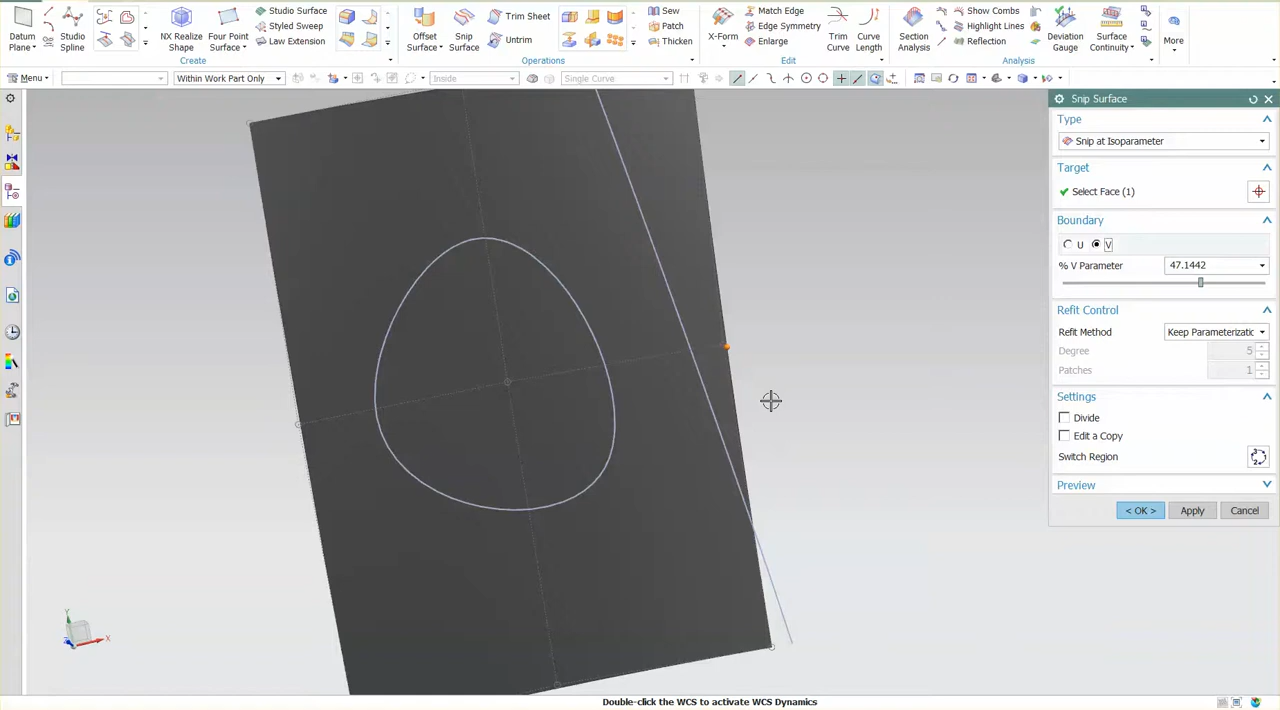 Datum Plane
Studio Spline
NX Realize Shape
Four Point Surface
Studio Surface
Styled Sweep
Law Extension
Create
Offset Surface
Snip Surface
Trim Sheet
Untrim
Operations
Sew
Patch
Thicken
X-Form
Match Edge
Edge Symmetry
Enlarge
Trim Curve
Curve Length
Edit
Section Analysis
Show Combs
Highlight Lines
Reflection
Deviation Gauge
Surface Continuity
Analysis
More
Menu
Within Work Part Only
Inside
Single Curve
Snip Surface
Type
Snip at Isoparameter
Target
Select Face (1)
Boundary
U V
% V Parameter 47.1442
Refit Control
Refit Method Keep Parameterizatic
Degree 5
Patches 1
Settings
Divide
Edit a Copy
Switch Region
Preview
< OK > Apply Cancel
Y
Z
X
Double-click the WCS to activate WCS Dynamics